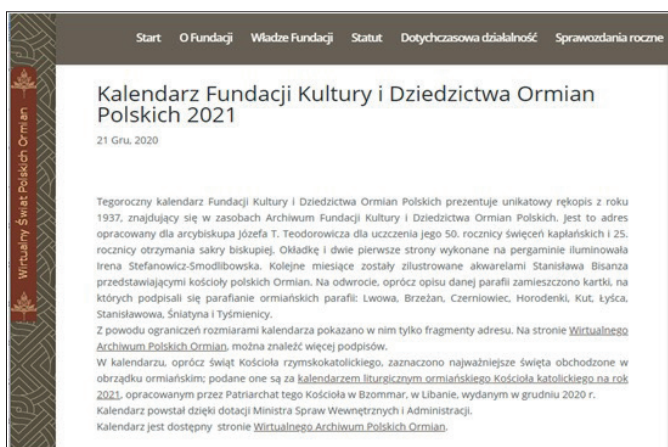 Start O Fundacji Władze Fundacji Statut Dotychczasowa działalność Sprawozdania roczne
Wirtualny Świat Polskich Ormian
Kalendarz Fundacji Kultury i Dziedzictwa Ormian
Polskich 2021
21 Gru, 2020
Tegoroczny kalendarz Fundacji Kultury i Dziedzictwa Ormian Polskich prezentuje unikatowy rękopis z roku
1937, znajdujący się w zasobach Archiwum Fundacji Kultury i Dziedzictwa Ormian Polskich. Jest to adres
opracowany dla arcybiskupa Józefa T. Teodorowicza dla uczczenia jego 50. rocznicy święceń kapłańskich i 25.
rocznicy otrzymania sakry biskupiej. Okładkę i dwie pierwsze strony wykonane na pergaminie iluminowała
Irena Stefanowicz-Smodlibowska. Kolejne miesiące zostały zilustrowane akwarelami Stanisława Bisanza
przedstawiającymi kościoły polskich Ormian. Na odwrocie, oprócz opisu danej parafii zamieszczono kartki, na
których podpisali się parafianie ormiańskich parafii: Lwowa, Brzeżan, Czerniowiec, Horodenki, Kut, Łyśca,
Stanisławowa, Śniatyna i Tyśmienicy.
Z powodu ograniczeń rozmiarami kalendarza pokazano w nim tylko fragmenty adresu. Na stronie Wirtualnego
Archiwum Polskich Ormian, można znaleźć więcej podpisów.
W kalendarzu, oprócz świąt Kościoła rzymskokatolickiego, zaznaczono najważniejsze święta obchodzone w
obrządku ormiańskim; podane one są za kalendarzem liturgicznym ormiańskiego Kościoła katolickiego na rok
2021, opracowanym przez Patriarchat tego Kościoła w Bzommar, w Libanie, wydanym w grudniu 2020 r.
Kalendarz powstał dzięki dotacji Ministra Spraw Wewnętrznych i Administracji.
Kalendarz jest dostępny stronie Wirtualnego Archiwum Polskich Ormian.